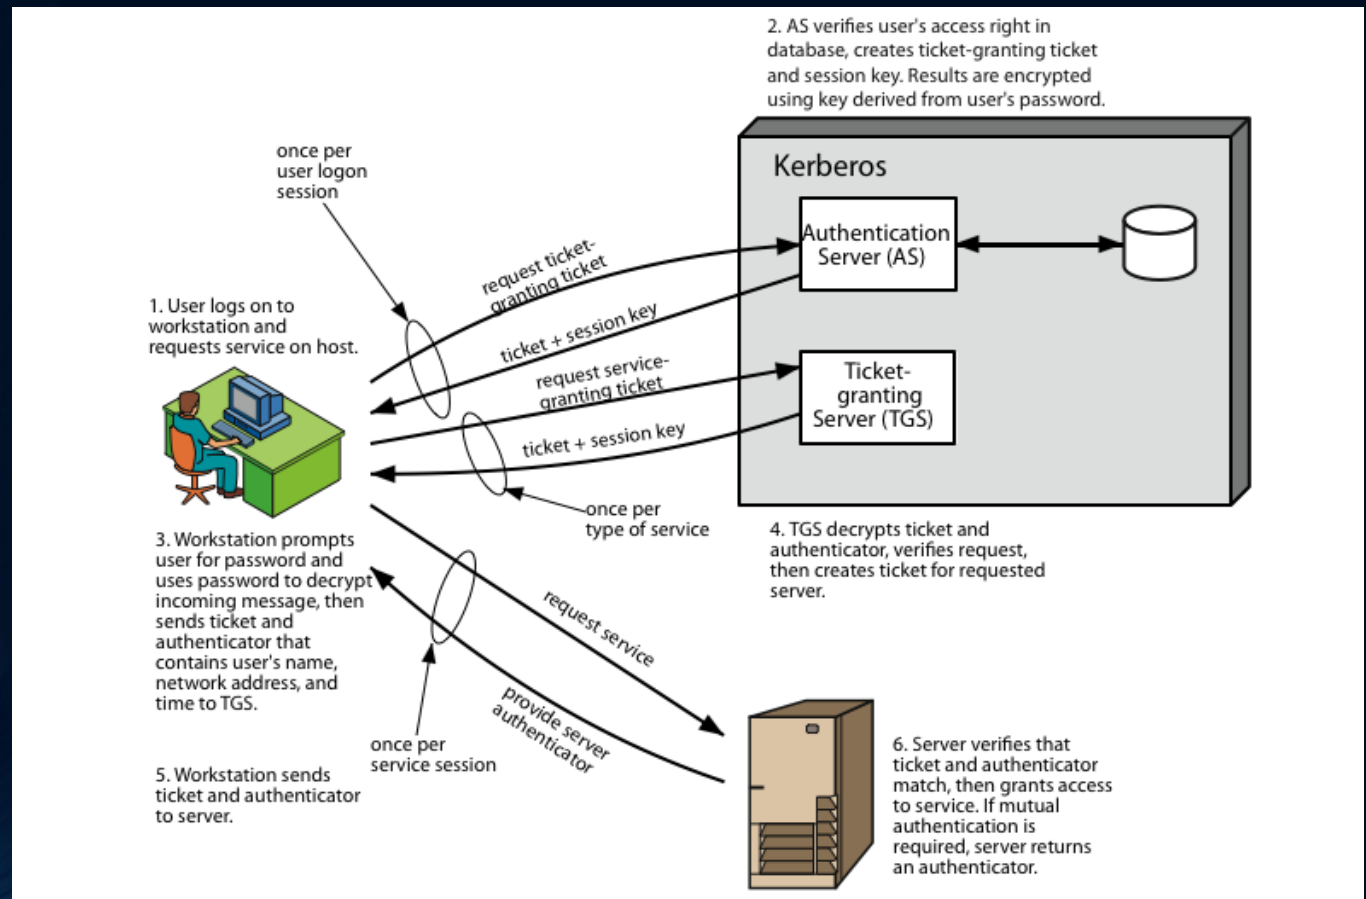 2. AS verifies user's access right in
database, creates ticket-granting ticket
and session key. Results are encrypted
using key derived from user's password.
once per
user logon
session
Kerberos
Authentication
Server (AS)
request ticket-
granting ticket
1. User logs on to
workstation and
requests service on host.
ticket + session key
request service-
granting ticket
Ticket-
granting
Server (TGS)
ticket + session key
once per
type of service
3. Workstation prompts
user for password and
uses password to decrypt
incoming message, then
sends ticket and
authenticator that
contains user's name,
network address, and
time to TGS.
4. TGS decrypts ticket and
authenticator, verifies request,
then creates ticket for requested
server.
request service
provide server
authenticator
once per
service session
5. Workstation sends
ticket and authenticator
to server.
6. Server verifies that
ticket and authenticator
match, then grants access
to service. If mutual
authentication is
required, server returns
an authenticator.